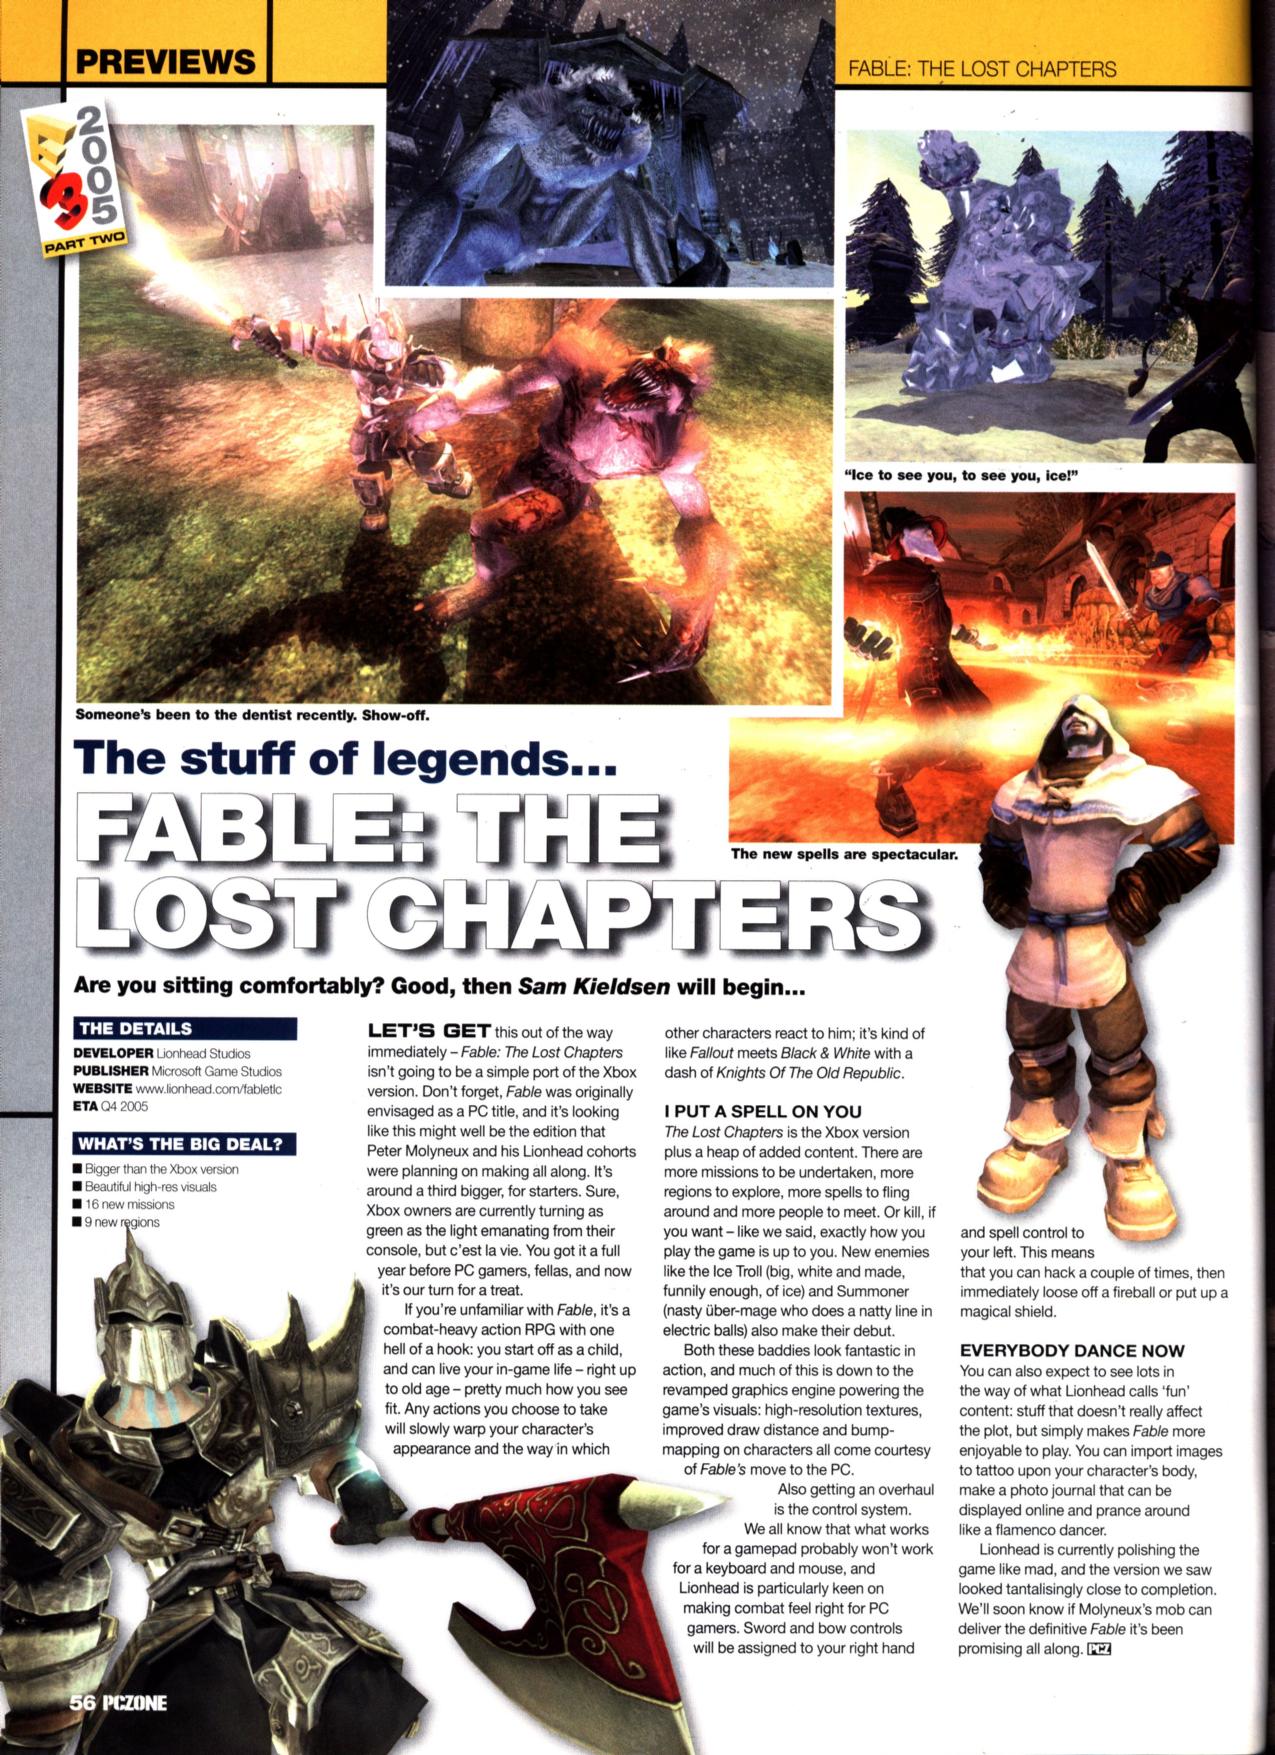 PREVIEWS
FABLE: THE LOST CHAPTERS
E3
2005
PART TWO
"Ice to see you, to see you, ice!"
Someone's been to the dentist recently. Show-off.
The new spells are spectacular.
The stuff of legends...
FABLE: THE
LOST CHAPTERS
Are you sitting comfortably? Good, then Sam Kieldsen will begin...
THE DETAILS
DEVELOPER Lionhead Studios
PUBLISHER Microsoft Game Studios
WEBSITE www.lionhead.com/fabletlc
ETA Q4 2005
WHAT'S THE BIG DEAL?
■ Bigger than the Xbox version
■ Beautiful high-res visuals
■ 16 new missions
■ 9 new regions
LET'S GET this out of the way
immediately – Fable: The Lost Chapters
isn't going to be a simple port of the Xbox
version. Don't forget, Fable was originally
envisaged as a PC title, and it's looking
like this might well be the edition that
Peter Molyneux and his Lionhead cohorts
were planning on making all along. It's
around a third bigger, for starters. Sure,
Xbox owners are currently turning as
green as the light emanating from their
console, but c'est la vie. You got it a full
year before PC gamers, fellas, and now
it's our turn for a treat.
If you're unfamiliar with Fable, it's a
combat-heavy action RPG with one
hell of a hook: you start off as a child,
and can live your in-game life – right up
to old age – pretty much how you see
fit. Any actions you choose to take
will slowly warp your character's
appearance and the way in which
other characters react to him; it's kind of
like Fallout meets Black & White with a
dash of Knights Of The Old Republic.
I PUT A SPELL ON YOU
The Lost Chapters is the Xbox version
plus a heap of added content. There are
more missions to be undertaken, more
regions to explore, more spells to fling
around and more people to meet. Or kill, if
you want – like we said, exactly how you
play the game is up to you. New enemies
like the Ice Troll (big, white and made,
funnily enough, of ice) and Summoner
(nasty über-mage who does a natty line in
electric balls) also make their debut.
Both these baddies look fantastic in
action, and much of this is down to the
revamped graphics engine powering the
game's visuals: high-resolution textures,
improved draw distance and bump-
mapping on characters all come courtesy
of Fable's move to the PC.
Also getting an overhaul
is the control system.
We all know that what works
for a gamepad probably won't work
for a keyboard and mouse, and
Lionhead is particularly keen on
making combat feel right for PC
gamers. Sword and bow controls
will be assigned to your right hand
and spell control to
your left. This means
that you can hack a couple of times, then
immediately loose off a fireball or put up a
magical shield.
EVERYBODY DANCE NOW
You can also expect to see lots in
the way of what Lionhead calls 'fun'
content: stuff that doesn't really affect
the plot, but simply makes Fable more
enjoyable to play. You can import images
to tattoo upon your character's body,
make a photo journal that can be
displayed online and prance around
like a flamenco dancer.
Lionhead is currently polishing the
game like mad, and the version we saw
looked tantalisingly close to completion.
We'll soon know if Molyneux's mob can
deliver the definitive Fable it's been
promising all along. PCZ
56 PCZONE